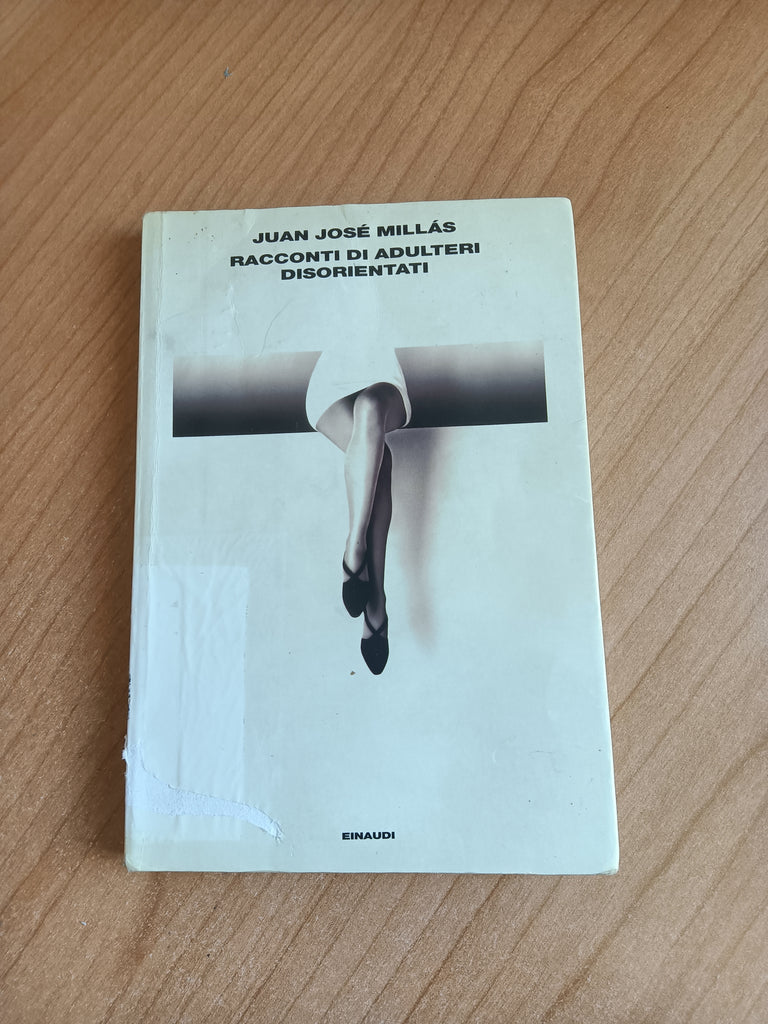 JUAN JOSÉ MILLÁS
RACCONTI DI ADULTERI
DISORIENTATI
EINAUDI